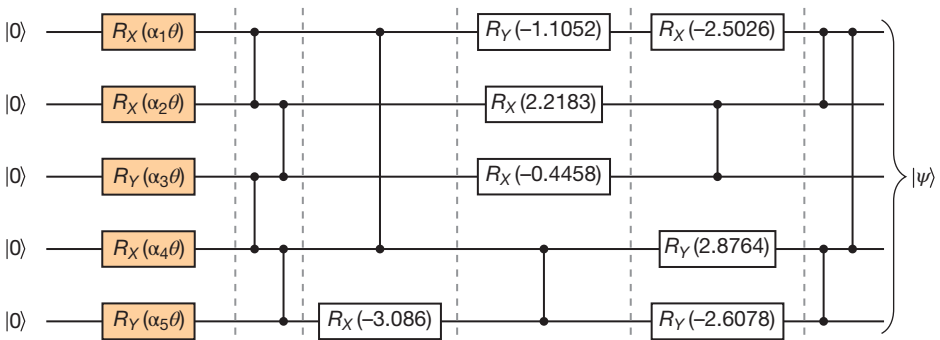 |0⟩ R_X(α₁θ) R_Y(–1.1052) R_X(–2.5026)
|0⟩ R_X(α₂θ) R_X(2.2183)
|0⟩ R_Y(α₃θ) R_X(–0.4458) |ψ⟩
|0⟩ R_X(α₄θ) R_Y(2.8764)
|0⟩ R_Y(α₅θ) R_X(–3.086) R_Y(–2.6078)